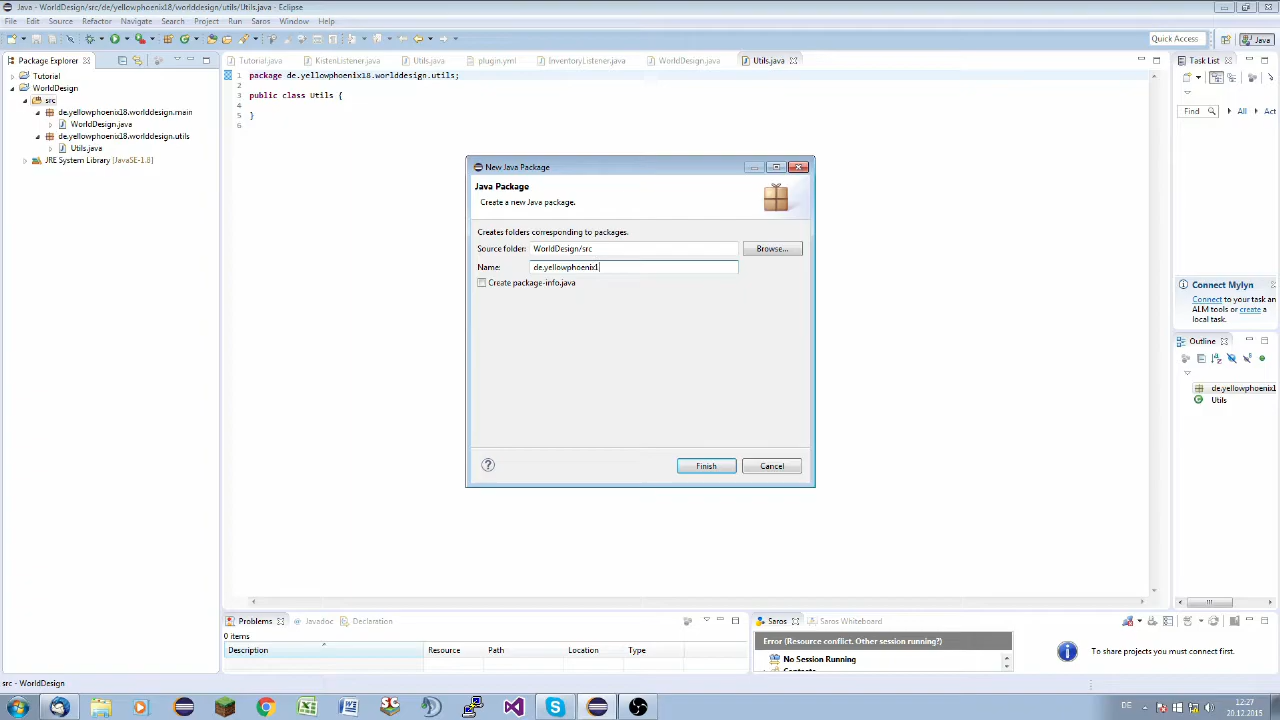 Java - WorldDesign/src/de/yellowphoenix18/worlddesign/utils/Utils.java - Eclipse
File Edit Source Refactor Navigate Search Project Run Saros Window Help
Quick Access
Java
Package Explorer
Tutorial.java
KistenListener.java
Utils.java
plugin.yml
InventoryListener.java
WorldDesign.java
Utils.java
Task List
Tutorial
WorldDesign
src
de.yellowphoenix18.worlddesign.main
WorldDesign.java
de.yellowphoenix18.worlddesign.utils
Utils.java
JRE System Library [JavaSE-1.8]
1 package de.yellowphoenix18.worlddesign.utils;
2
3 public class Utils {
4
5 }
6
New Java Package
Java Package
Create a new Java package.
Creates folders corresponding to packages.
Source folder: WorldDesign/src Browse...
Name: de.yellowphoenix1
Create package-info.java
Finish Cancel
Find All Act
Connect Mylyn
Connect to your task an
ALM tools or create a
local task.
Outline
de.yellowphoenix1
Utils
Problems Javadoc Declaration
0 items
Description Resource Path Location Type
Saros Saros Whiteboard
Error (Resource conflict. Other session running?)
No Session Running
To share projects you must connect first.
src - WorldDesign
DE
12:27
20.12.2015